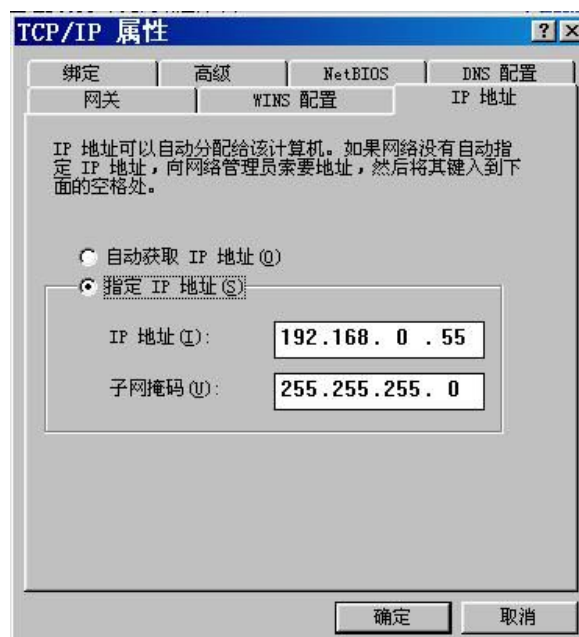 TCP/IP 属性
绑定 高级 NetBIOS DNS 配置
网关 WINS 配置 IP 地址
IP 地址可以自动分配给该计算机。如果网络没有自动指
定 IP 地址，向网络管理员索要地址，然后将其键入到下
面的空格处。
自动获取 IP 地址(O)
指定 IP 地址(S)
IP 地址(I): 192.168. 0 .55
子网掩码(U): 255.255.255. 0
确定 取消